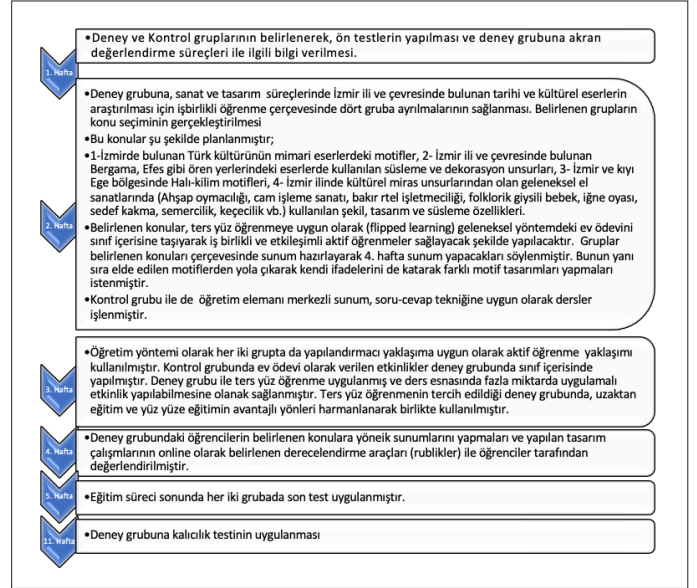 1. Hafta
•Deney ve Kontrol gruplarının belirlenerek, ön testlerin yapılması ve deney grubuna akran
değerlendirme süreçleri ile ilgili bilgi verilmesi.
2. Hafta
•Deney grubuna, sanat ve tasarım süreçlerinde İzmir ili ve çevresinde bulunan tarihi ve kültürel eserlerin
araştırılması için işbirlikli öğrenme çerçevesinde dört gruba ayrılmalarının sağlanması. Belirlenen grupların
konu seçiminin gerçekleştirilmesi
•Bu konular şu şekilde planlanmıştır;
•1-İzmirde bulunan Türk kültürünün mimari eserlerdeki motifler, 2- İzmir ili ve çevresinde bulunan
Bergama, Efes gibi ören yerlerindeki eserlerde kullanılan süsleme ve dekorasyon unsurları, 3- İzmir ve kıyı
Ege bölgesinde Halı-kilim motifleri, 4- İzmir ilinde kültürel miras unsurlarından olan geleneksel el
sanatlarında (Ahşap oymacılığı, cam işleme sanatı, bakır rtel işletmeciliği, folklorik giysili bebek, iğne oyası,
sedef kakma, semercilik, keçecilik vb.) kullanılan şekil, tasarım ve süsleme özellikleri.
•Belirlenen konular, ters yüz öğrenmeye uygun olarak (flipped learning) geleneksel yöntemdeki ev ödevini
sınıf içerisine taşıyarak iş birlikli ve etkileşimli aktif öğrenmeler sağlayacak şekilde yapılacaktır. Gruplar
belirlenen konuları çerçevesinde sunum hazırlayarak 4. hafta sunum yapacakları söylenmiştir. Bunun yanı
sıra elde edilen motiflerden yola çıkarak kendi ifadelerini de katarak farklı motif tasarımları yapmaları
istenmiştir.
•Kontrol grubu ile de öğretim elemanı merkezli sunum, soru-cevap tekniğine uygun olarak dersler
işlenmiştir.
3. Hafta
•Öğretim yöntemi olarak her iki grupta da yapılandırmacı yaklaşıma uygun olarak aktif öğrenme yaklaşımı
kullanılmıştır. Kontrol grubunda ev ödevi olarak verilen etkinlikler deney grubunda sınıf içerisinde
yapılmıştır. Deney grubu ile ters yüz öğrenme uygulanmış ve ders esnasında fazla miktarda uygulamalı
etkinlik yapılabilmesine olanak sağlanmıştır. Ters yüz öğrenmenin tercih edildiği deney grubunda, uzaktan
eğitim ve yüz yüze eğitimin avantajlı yönleri harmanlanarak birlikte kullanılmıştır.
4. Hafta
•Deney grubundaki öğrencilerin belirlenen konulara yöneik sunumlarını yapmaları ve yapılan tasarım
çalışmlarının online olarak belirlenen derecelendirme araçları (rublikler) ile öğrenciler tarafından
değerlendirilmiştir.
5. Hafta
•Eğitim süreci sonunda her iki grubada son test uygulanmıştır.
11. Hafta
•Deney grubuna kalıcılık testinin uygulanması